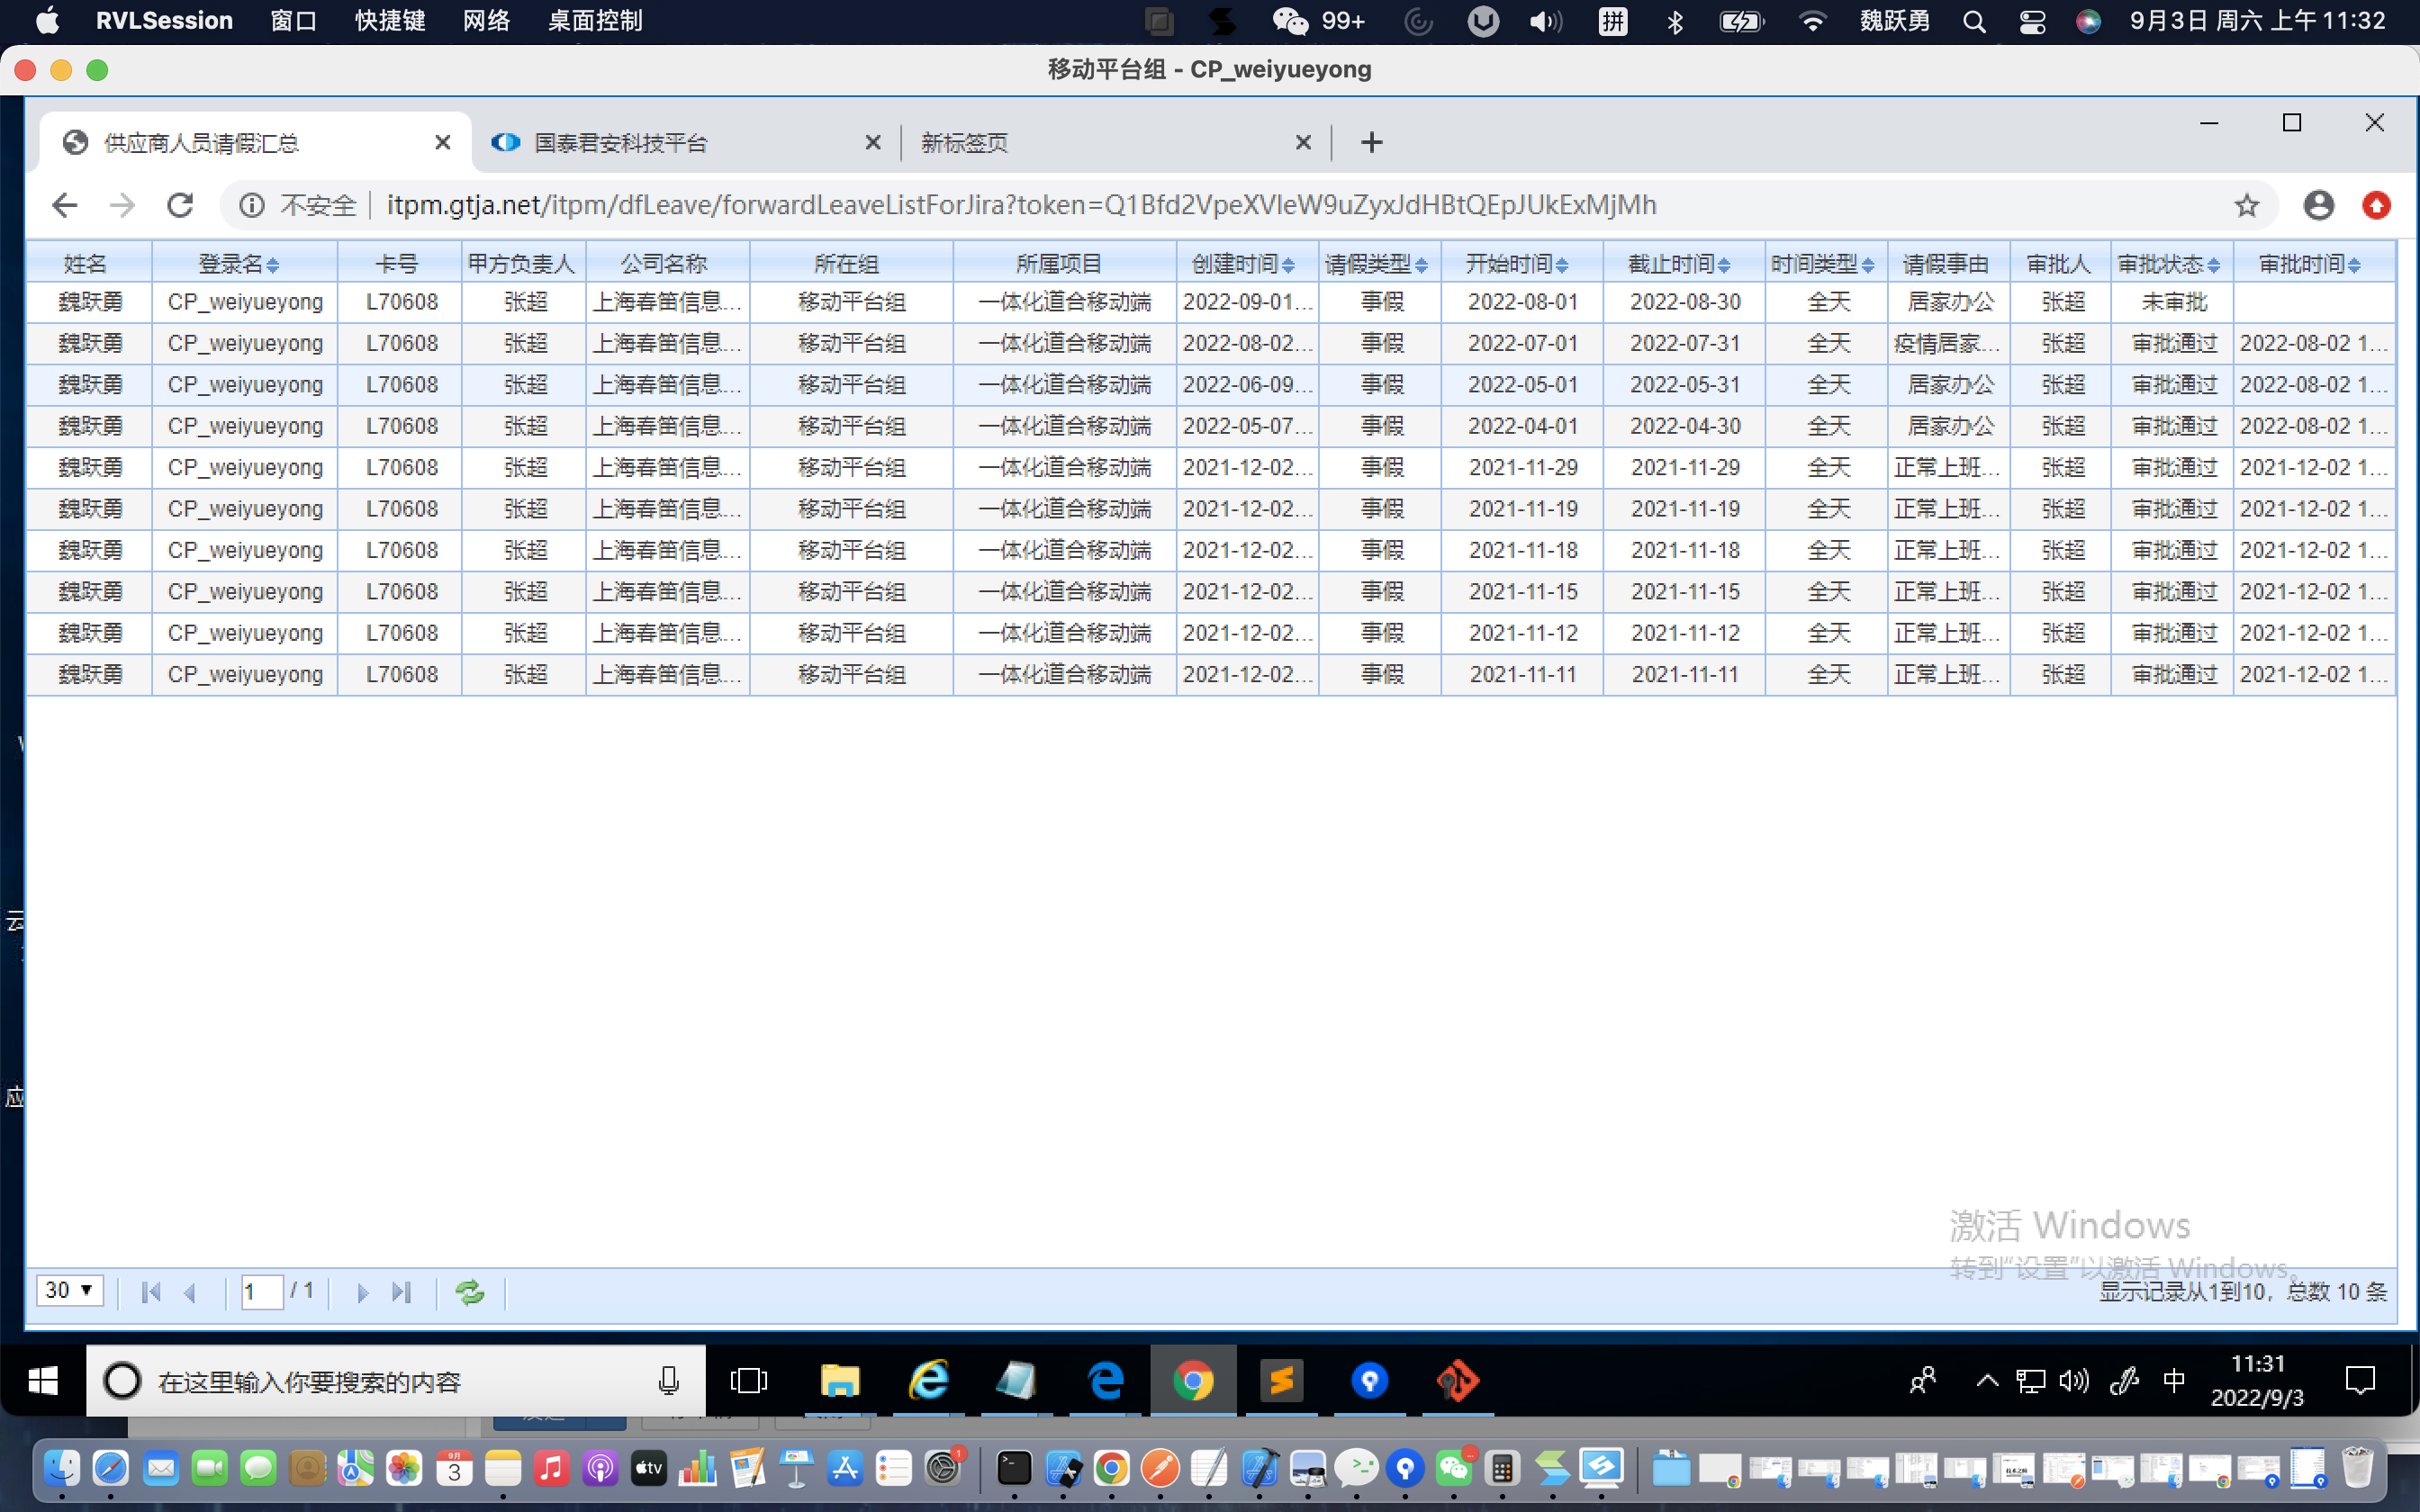 RVLSession 窗口 快捷键 网络 桌面控制 99+ 拼 魏跃勇 9月3日 周六 上午 11:32
移动平台组 - CP_weiyueyong
供应商人员请假汇总 国泰君安科技平台 新标签页
不安全 itpm.gtja.net/itpm/dfLeave/forwardLeaveListForJira?token=Q1Bfd2VpeXVleW9uZyxJdHBtQEpJUkExMjMh
姓名 登录名 卡号 甲方负责人 公司名称 所在组 所属项目 创建时间 请假类型 开始时间 截止时间 时间类型 请假事由 审批人 审批状态 审批时间
魏跃勇 CP_weiyueyong L70608 张超 上海春笛信息... 移动平台组 一体化道合移动端 2022-09-01... 事假 2022-08-01 2022-08-30 全天 居家办公 张超 未审批
魏跃勇 CP_weiyueyong L70608 张超 上海春笛信息... 移动平台组 一体化道合移动端 2022-08-02... 事假 2022-07-01 2022-07-31 全天 疫情居家... 张超 审批通过 2022-08-02 1...
魏跃勇 CP_weiyueyong L70608 张超 上海春笛信息... 移动平台组 一体化道合移动端 2022-06-09... 事假 2022-05-01 2022-05-31 全天 居家办公 张超 审批通过 2022-08-02 1...
魏跃勇 CP_weiyueyong L70608 张超 上海春笛信息... 移动平台组 一体化道合移动端 2022-05-07... 事假 2022-04-01 2022-04-30 全天 居家办公 张超 审批通过 2022-08-02 1...
魏跃勇 CP_weiyueyong L70608 张超 上海春笛信息... 移动平台组 一体化道合移动端 2021-12-02... 事假 2021-11-29 2021-11-29 全天 正常上班... 张超 审批通过 2021-12-02 1...
魏跃勇 CP_weiyueyong L70608 张超 上海春笛信息... 移动平台组 一体化道合移动端 2021-12-02... 事假 2021-11-19 2021-11-19 全天 正常上班... 张超 审批通过 2021-12-02 1...
魏跃勇 CP_weiyueyong L70608 张超 上海春笛信息... 移动平台组 一体化道合移动端 2021-12-02... 事假 2021-11-18 2021-11-18 全天 正常上班... 张超 审批通过 2021-12-02 1...
魏跃勇 CP_weiyueyong L70608 张超 上海春笛信息... 移动平台组 一体化道合移动端 2021-12-02... 事假 2021-11-15 2021-11-15 全天 正常上班... 张超 审批通过 2021-12-02 1...
魏跃勇 CP_weiyueyong L70608 张超 上海春笛信息... 移动平台组 一体化道合移动端 2021-12-02... 事假 2021-11-12 2021-11-12 全天 正常上班... 张超 审批通过 2021-12-02 1...
魏跃勇 CP_weiyueyong L70608 张超 上海春笛信息... 移动平台组 一体化道合移动端 2021-12-02... 事假 2021-11-11 2021-11-11 全天 正常上班... 张超 审批通过 2021-12-02 1...
云
应
激活 Windows
转到“设置”以激活 Windows。
30 1 / 1 显示记录从1到10，总数 10 条
在这里输入你要搜索的内容 中 11:31
2022/9/3
9月 3 tv 1